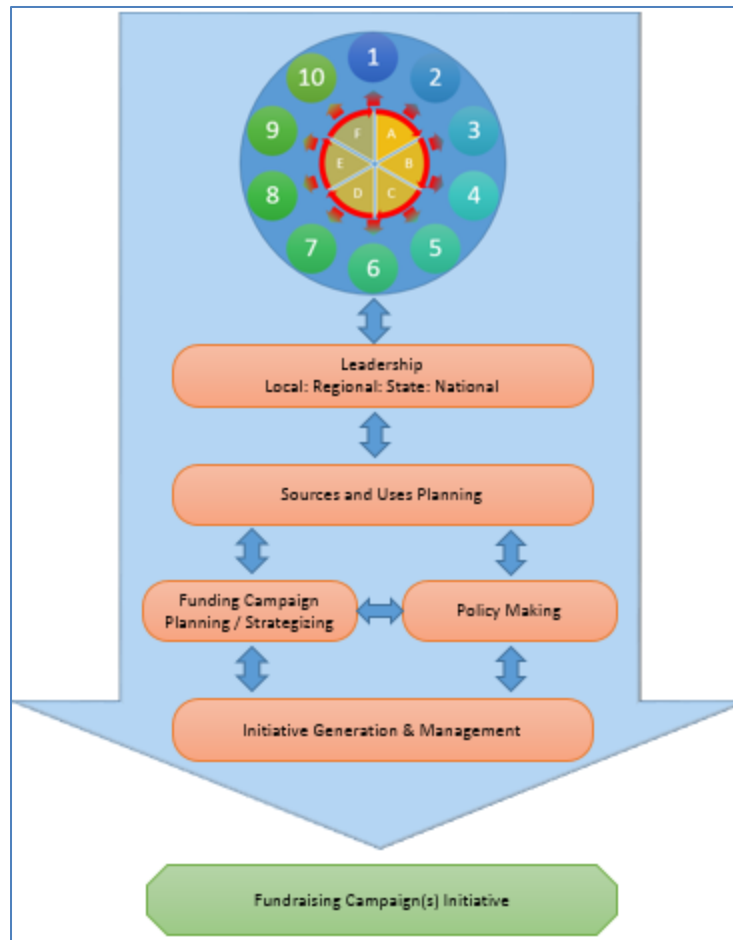 1
2
3
4
5
6
7
8
9
10
A
B
C
D
E
F
Leadership
Local: Regional: State: National
Sources and Uses Planning
Funding Campaign
Planning / Strategizing
Policy Making
Initiative Generation & Management
Fundraising Campaign(s) Initiative